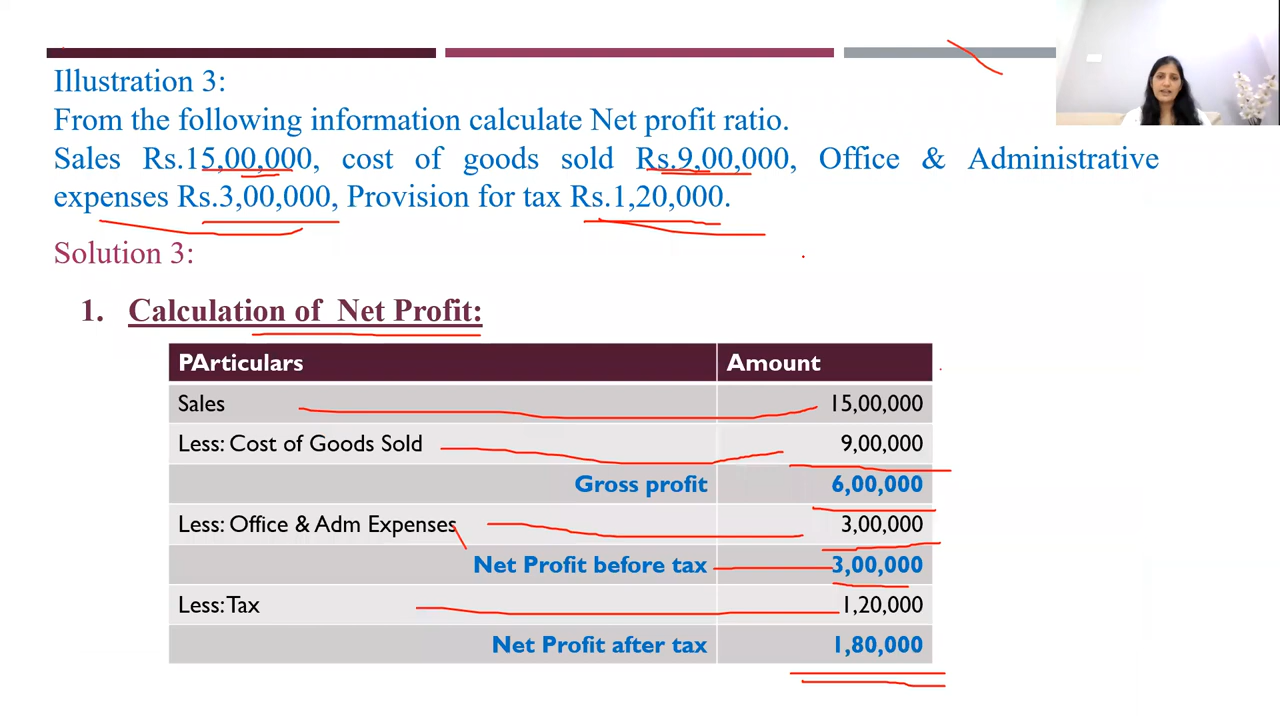 Illustration 3:
From the following information calculate Net profit ratio.
Sales Rs.15,00,000, cost of goods sold Rs.9,00,000, Office & Administrative
expenses Rs.3,00,000, Provision for tax Rs.1,20,000.
Solution 3:
1. Calculation of Net Profit:
PArticulars Amount
Sales 15,00,000
Less: Cost of Goods Sold 9,00,000
Gross profit 6,00,000
Less: Office & Adm Expenses 3,00,000
Net Profit before tax 3,00,000
Less: Tax 1,20,000
Net Profit after tax 1,80,000